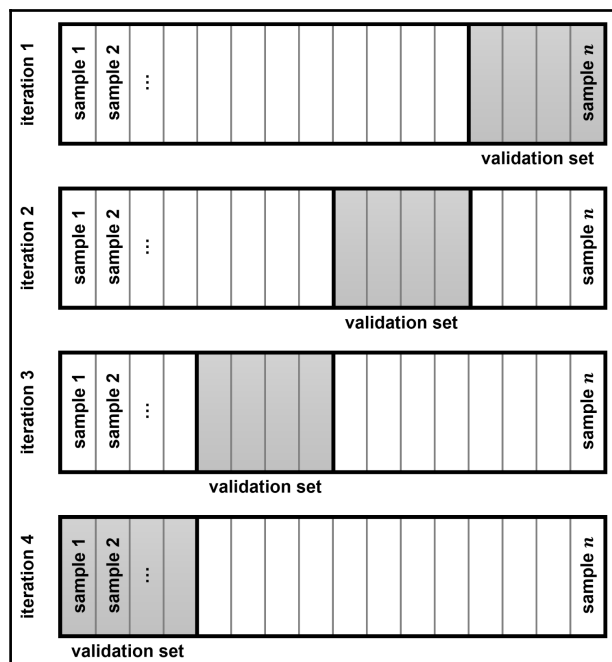 iteration 1
sample 1
sample 2
...
sample n
validation set
iteration 2
sample 1
sample 2
...
sample n
validation set
iteration 3
sample 1
sample 2
...
sample n
validation set
iteration 4
sample 1
sample 2
...
sample n
validation set